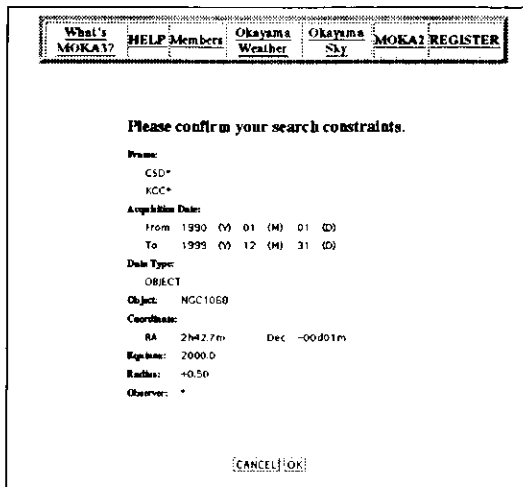 What's MOKA3? HELP Members Okayama Weather Okayama Sky MOKA2 REGISTER
Please confirm your search constraints.
Frame:
CSD*
KCC*
Acquisition Date:
From 1990 (Y) 01 (M) 01 (D)
To 1999 (Y) 12 (M) 31 (D)
Data Type:
OBJECT
Object: NGC1068
Coordinate:
RA 2h42.7m Dec -00d01m
Equinox: 2000.0
Radius: +0.50
Observer: *
CANCEL OK